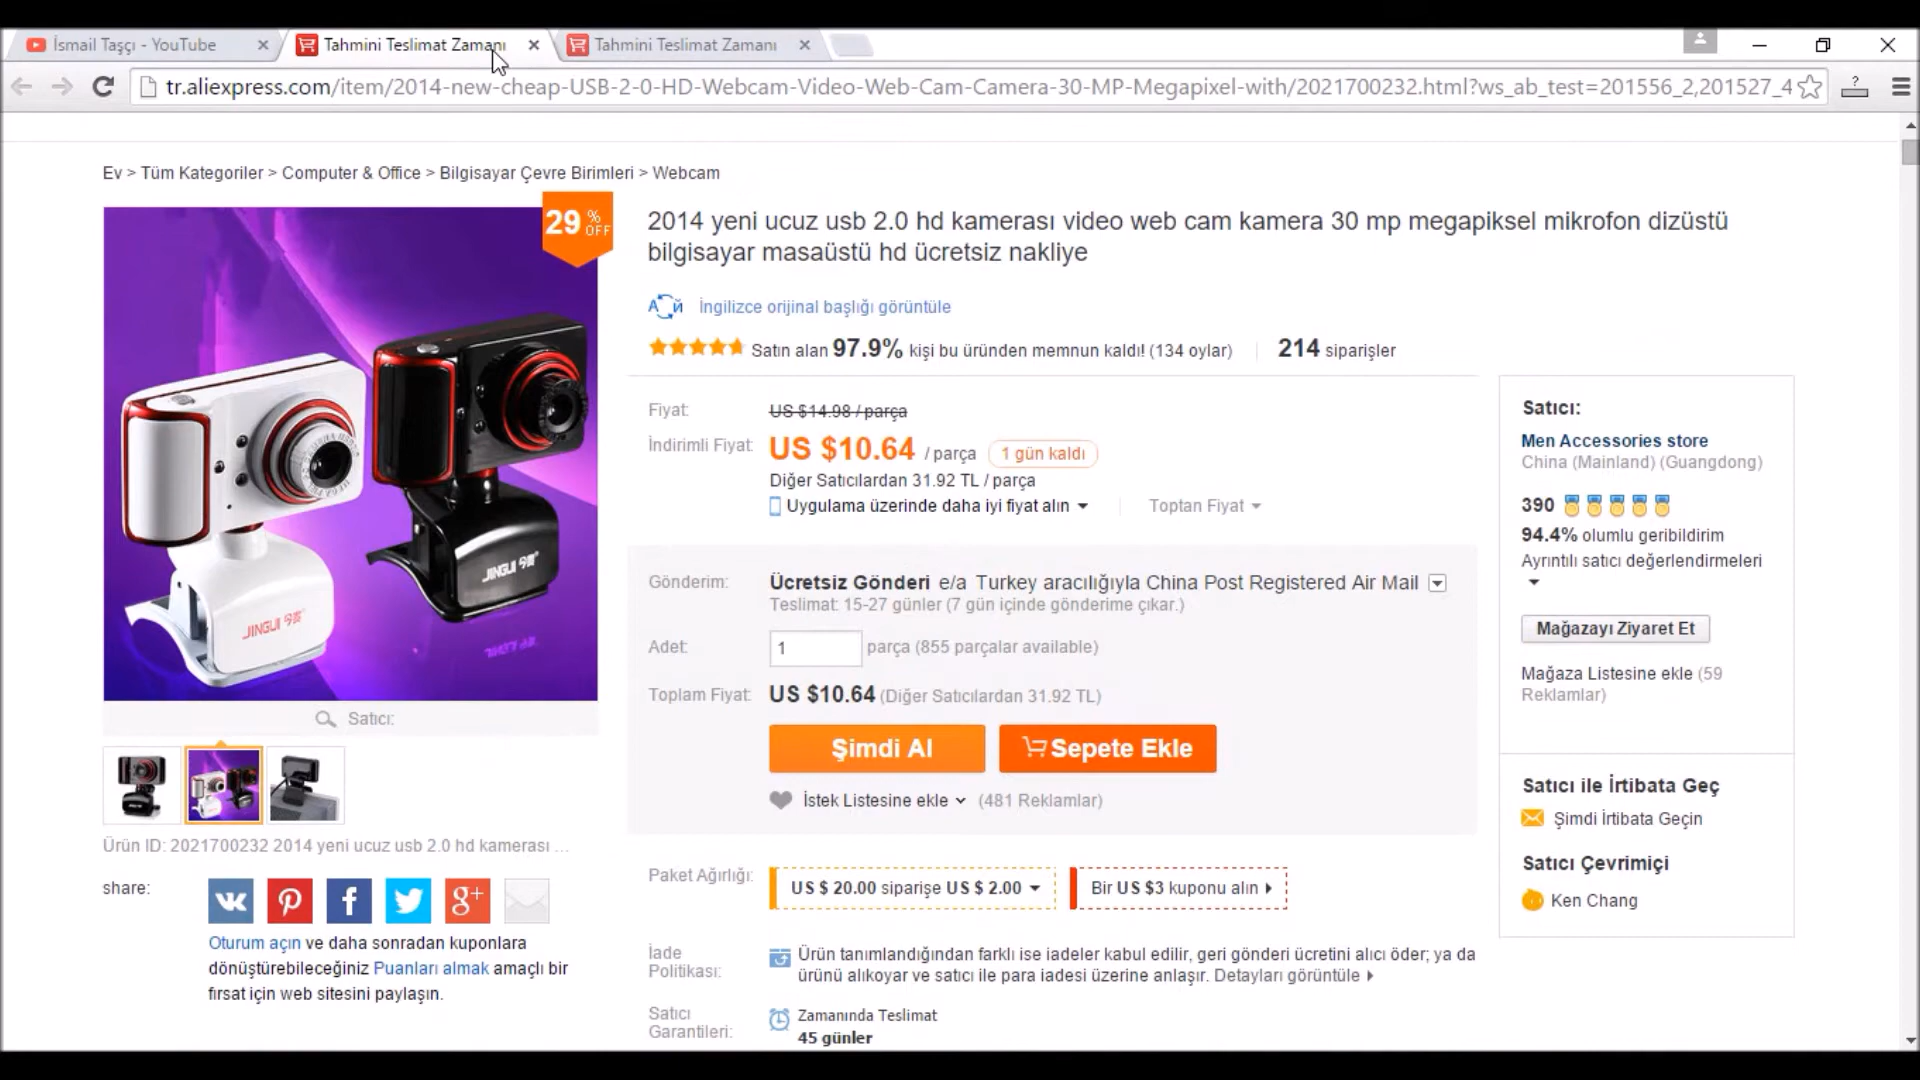 İsmail Taşçı - YouTube
Tahmini Teslimat Zamanı
Tahmini Teslimat Zamanı
tr.aliexpress.com/item/2014-new-cheap-USB-2-0-HD-Webcam-Video-Web-Cam-Camera-30-MP-Megapixel-with/2021700232.html?ws_ab_test=201556_2,201527_4
Ev > Tüm Kategoriler > Computer & Office > Bilgisayar Çevre Birimleri > Webcam
29 % OFF
2014 yeni ucuz usb 2.0 hd kamerası video web cam kamera 30 mp megapiksel mikrofon dizüstü
bilgisayar masaüstü hd ücretsiz nakliye
İngilizce orijinal başlığı görüntüle
Satın alan 97.9% kişi bu üründen memnun kaldı! (134 oylar)
214 siparişler
Fiyat:
US $14.98 / parça
İndirimli Fiyat:
US $10.64 / parça
1 gün kaldı
Diğer Satıcılardan 31.92 TL / parça
Uygulama üzerinde daha iyi fiyat alın
Toptan Fiyat
Gönderim:
Ücretsiz Gönderi e/a Turkey aracılığıyla China Post Registered Air Mail
Teslimat: 15-27 günler (7 gün içinde gönderime çıkar.)
Adet:
1
parça (855 parçalar available)
Toplam Fiyat:
US $10.64 (Diğer Satıcılardan 31.92 TL)
Şimdi Al
Sepete Ekle
İstek Listesine ekle (481 Reklamlar)
Paket Ağırlığı:
US $ 20.00 siparişe US $ 2.00
Bir US $3 kuponu alın
İade
Politikası:
Ürün tanımlandığından farklı ise iadeler kabul edilir, geri gönderi ücretini alıcı öder; ya da
ürünü alıkoyar ve satıcı ile para iadesi üzerine anlaşır. Detayları görüntüle
Satıcı
Garantileri:
Zamanında Teslimat
45 günler
JINGUI 今贵
JINGUI 今贵
Satıcı:
Ürün ID: 2021700232 2014 yeni ucuz usb 2.0 hd kamerası ...
share:
Oturum açın ve daha sonradan kuponlara
dönüştürebileceğiniz Puanları almak amaçlı bir
fırsat için web sitesini paylaşın.
Satıcı:
Men Accessories store
China (Mainland) (Guangdong)
390
94.4% olumlu geribildirim
Ayrıntılı satıcı değerlendirmeleri
Mağazayı Ziyaret Et
Mağaza Listesine ekle (59
Reklamlar)
Satıcı ile İrtibata Geç
Şimdi İrtibata Geçin
Satıcı Çevrimiçi
Ken Chang